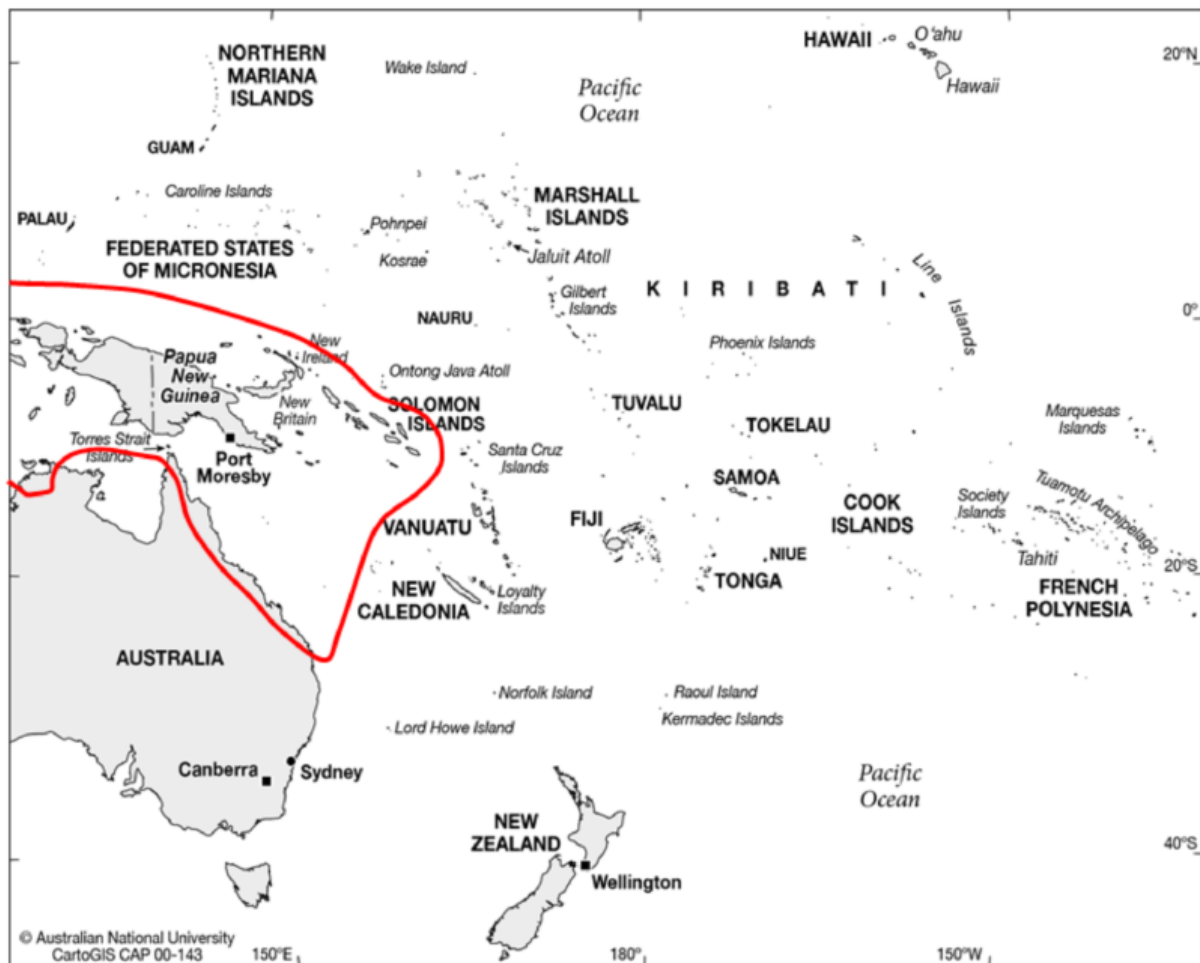 NORTHERN
MARIANA
ISLANDS
Wake Island
Pacific
Ocean
HAWAII
O'ahu
Hawaii
20°N
GUAM
Caroline Islands
PALAU
FEDERATED STATES
OF MICRONESIA
Pohnpei
Kosrae
MARSHALL
ISLANDS
Jaluit Atoll
Gilbert
Islands
KIRIBATI
Line Islands
NAURU
0°
Phoenix Islands
New
Ireland
Papua
New
Guinea
New
Britain
Ontong Java Atoll
SOLOMON
ISLANDS
TUVALU
TOKELAU
Marquesas
Islands
Torres Strait
Islands
Port
Moresby
Santa Cruz
Islands
SAMOA
COOK
ISLANDS
Society
Islands
Tuamotu Archipelago
VANUATU
FIJI
NIUE
TONGA
Tahiti
20°S
FRENCH
POLYNESIA
NEW
CALEDONIA
Loyalty
Islands
AUSTRALIA
Norfolk Island
Raoul Island
Kermadec Islands
Lord Howe Island
Canberra
Sydney
Pacific
Ocean
NEW
ZEALAND
Wellington
40°S
© Australian National University
CartoGIS CAP 00-143
150°E
180°
150°W